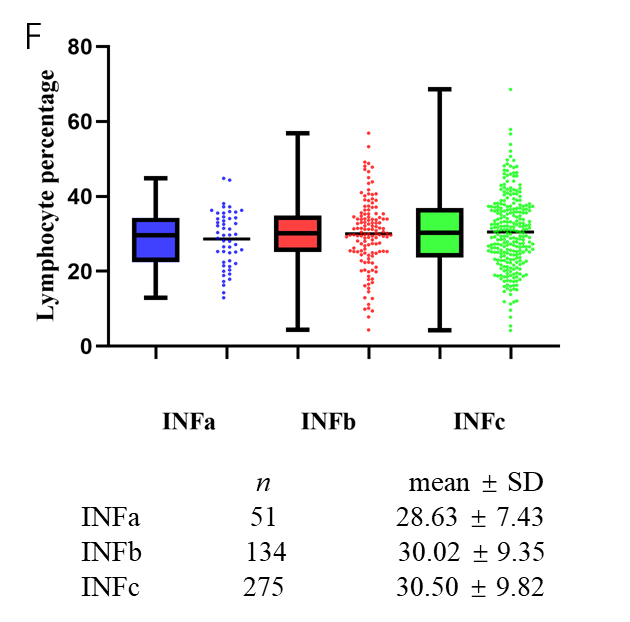 F
Lymphocyte percentage
80
60
40
20
0
INFa INFb INFc
n mean ± SD
INFa 51 28.63 ± 7.43
INFb 134 30.02 ± 9.35
INFc 275 30.50 ± 9.82